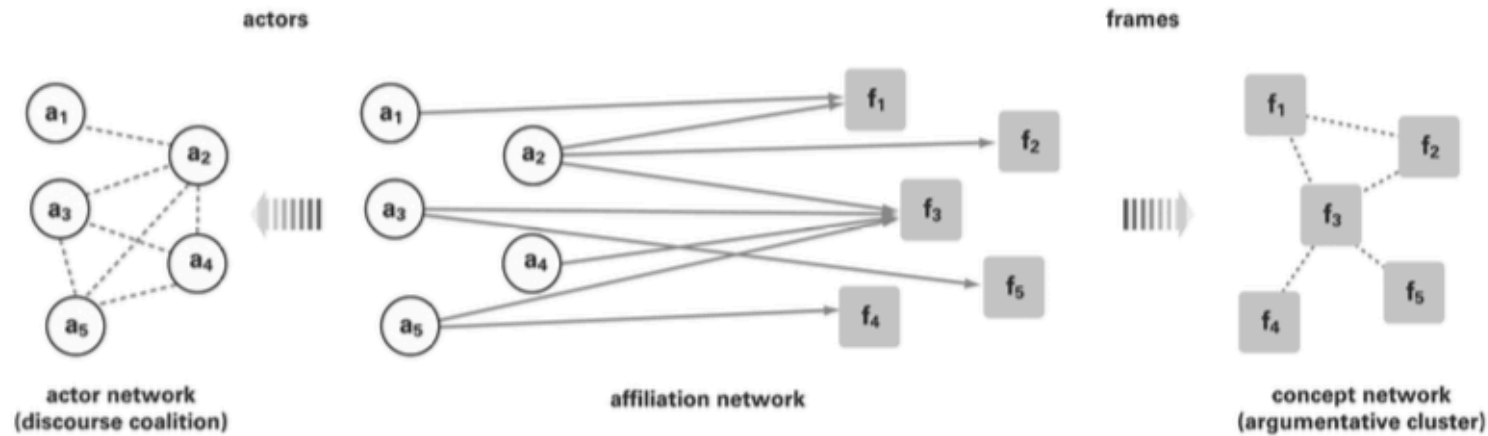 actors
frames
a1
a2
a3
a4
a5
a1
a2
a3
a4
a5
f1
f2
f3
f5
f4
f1
f2
f3
f5
f4
actor network
(discourse coalition)
affiliation network
concept network
(argumentative cluster)